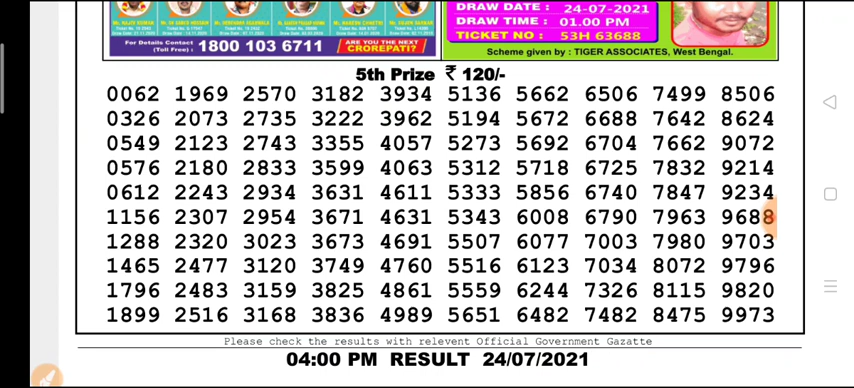 DRAW DATE : 24-07-2021
DRAW TIME : 01.00 PM
TICKET NO : 53H 63688
For Details Contact (Toll Free) : 1800 103 6711
ARE YOU THE NEXT CROREPATI?
Scheme given by : TIGER ASSOCIATES, West Bengal.
5th Prize ₹ 120/-
0062 1969 2570 3182 3934 5136 5662 6506 7499 8506
0326 2073 2735 3222 3962 5194 5672 6688 7642 8624
0549 2123 2743 3355 4057 5273 5692 6704 7662 9072
0576 2180 2833 3599 4063 5312 5718 6725 7832 9214
0612 2243 2934 3631 4611 5333 5856 6740 7847 9234
1156 2307 2954 3671 4631 5343 6008 6790 7963 9688
1288 2320 3023 3673 4691 5507 6077 7003 7980 9703
1465 2477 3120 3749 4760 5516 6123 7034 8072 9796
1796 2483 3159 3825 4861 5559 6244 7326 8115 9820
1899 2516 3168 3836 4989 5651 6482 7482 8475 9973
Please check the results with relevent Official Government Gazatte
04:00 PM RESULT 24/07/2021